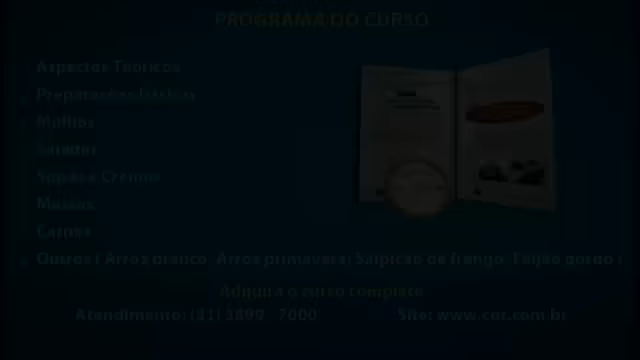 PROGRAMA DO CURSO
Aspectos Teóricos
Preparações Básicas
Molhos
Saladas
Sopas e Cremes
Massas
Carnes
Outros ( Arroz branco, Arroz primavera, Salpicão de frango, Feijão gordo )
Adquira o curso completo
Atendimento: (31) 3899 - 7000
Site: www.cpt.com.br